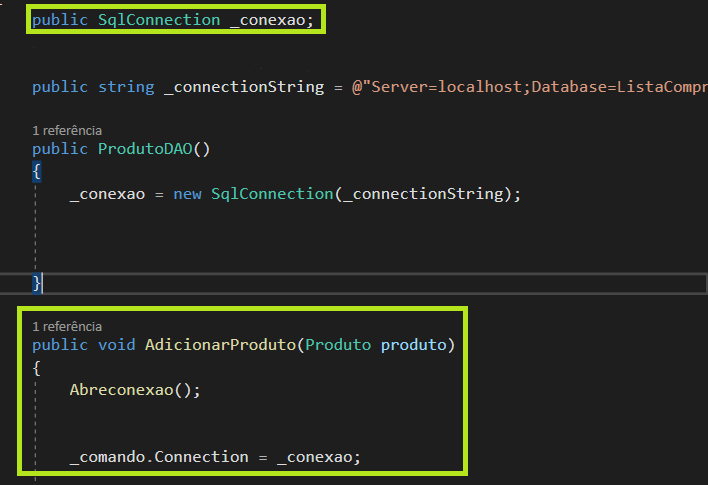 public SqlConnection _conexao;
public string _connectionString = @"Server=localhost;Database=ListaCompr
1 referência
public ProdutoDAO()
{
_conexao = new SqlConnection(_connectionString);
}
1 referência
public void AdicionarProduto(Produto produto)
{
Abreconexao();
_comando.Connection = _conexao;